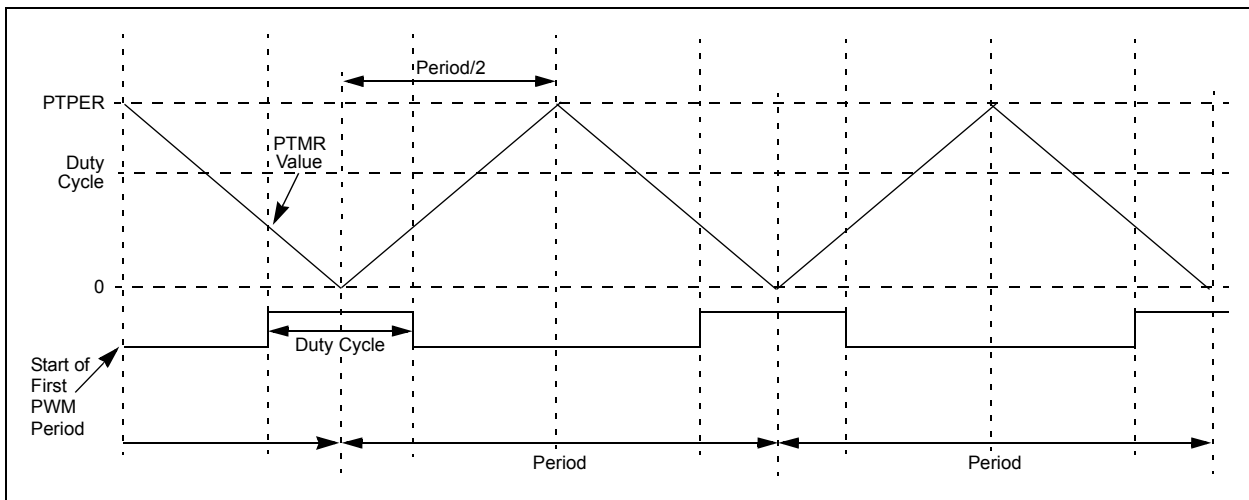 Period/2
PTPER
PTMR
Value
Duty
Cycle
0
Duty Cycle
Start of
First
PWM
Period
Period
Period